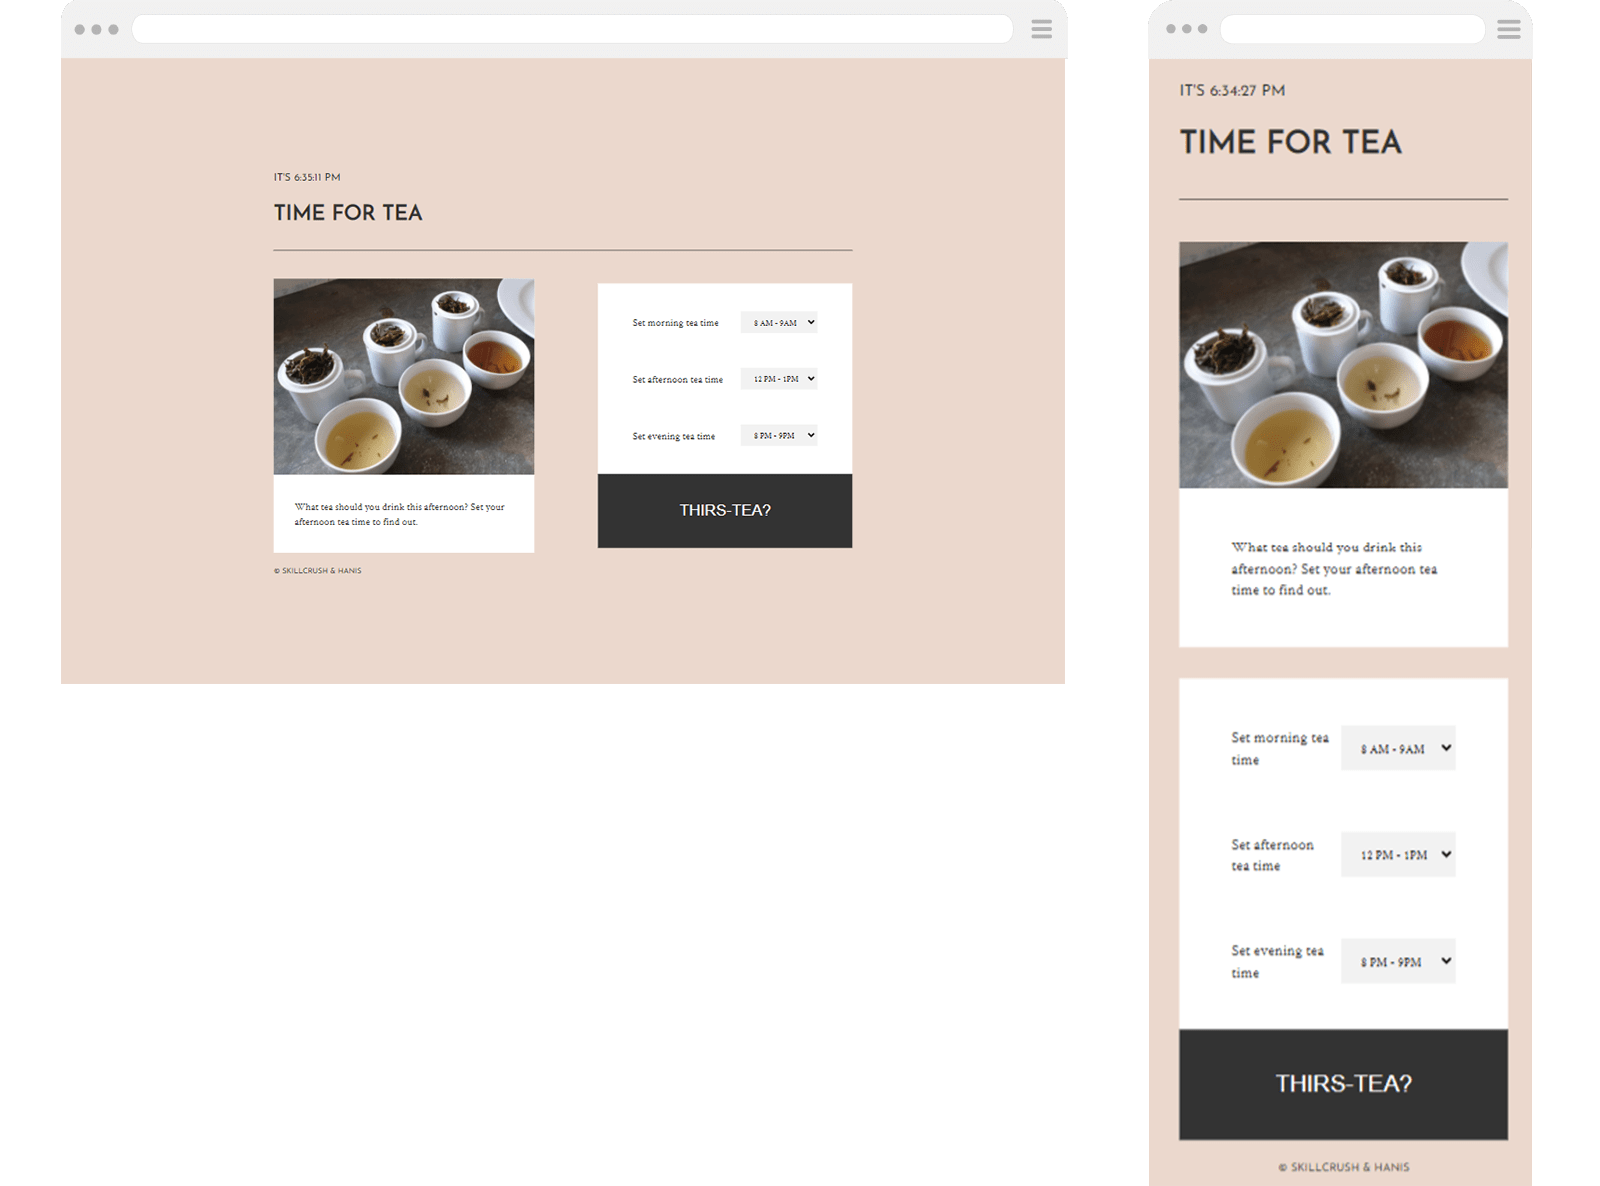 IT'S 6:35:11 PM
TIME FOR TEA
What tea should you drink this afternoon? Set your
afternoon tea time to find out.
Set morning tea time
8 AM - 9AM
Set afternoon tea time
12 PM - 1PM
Set evening tea time
8 PM - 9PM
THIRS-TEA?
© SKILLCRUSH & HANIS
IT'S 6:34:27 PM
TIME FOR TEA
What tea should you drink this
afternoon? Set your afternoon tea
time to find out.
Set morning tea
time
8 AM - 9AM
Set afternoon
tea time
12 PM - 1PM
Set evening tea
time
8 PM - 9PM
THIRS-TEA?
© SKILLCRUSH & HANIS